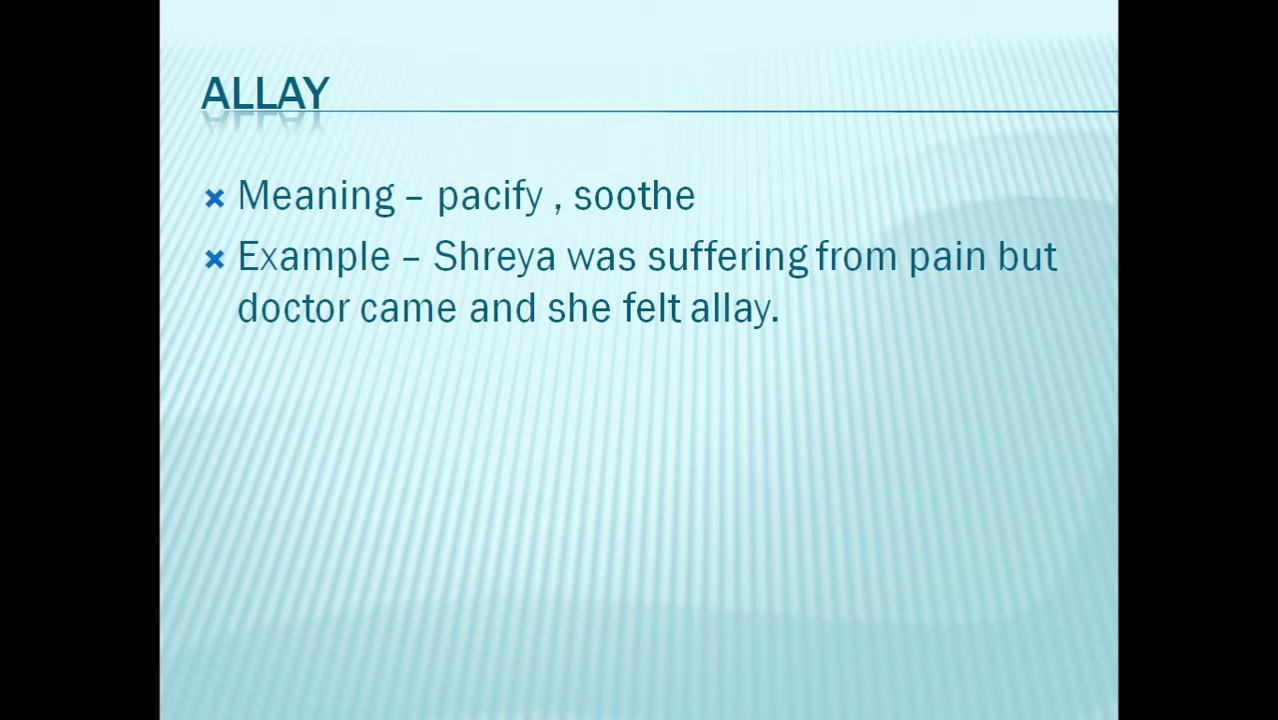 ALLAY
Meaning – pacify , soothe
Example – Shreya was suffering from pain but
doctor came and she felt allay.